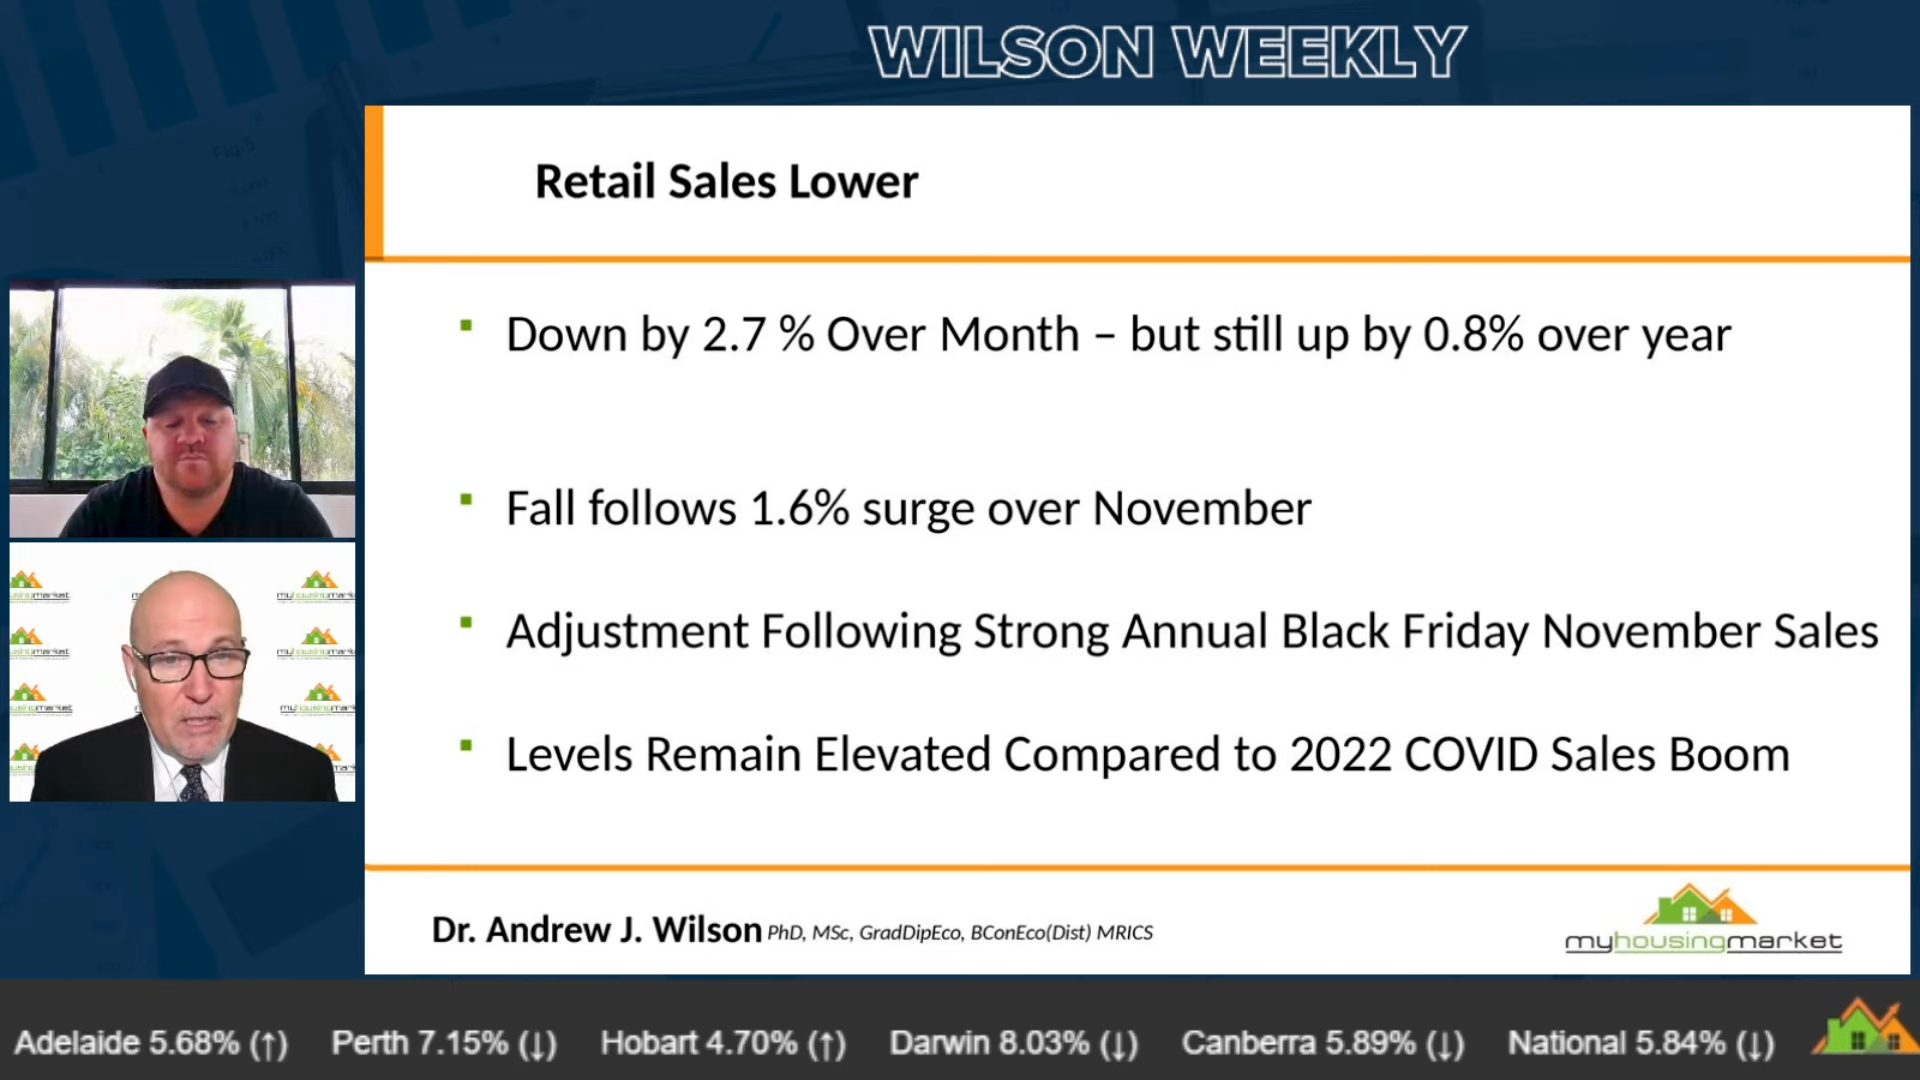 WILSON WEEKLY
Retail Sales Lower
Down by 2.7 % Over Month – but still up by 0.8% over year
Fall follows 1.6% surge over November
Adjustment Following Strong Annual Black Friday November Sales
Levels Remain Elevated Compared to 2022 COVID Sales Boom
Dr. Andrew J. Wilson PhD, MSc, GradDipEco, BConEco(Dist) MRICS
myhousingmarket
Adelaide 5.68% (↑) Perth 7.15% (↓) Hobart 4.70% (↑) Darwin 8.03% (↓) Canberra 5.89% (↓) National 5.84% (↓)